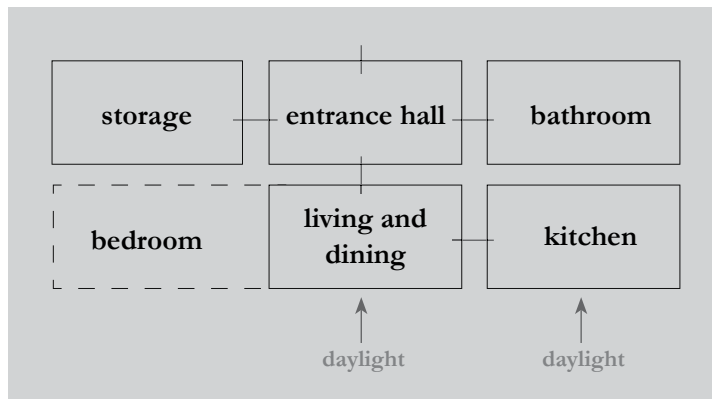 storage
entrance hall
bathroom
bedroom
living and
dining
kitchen
daylight
daylight